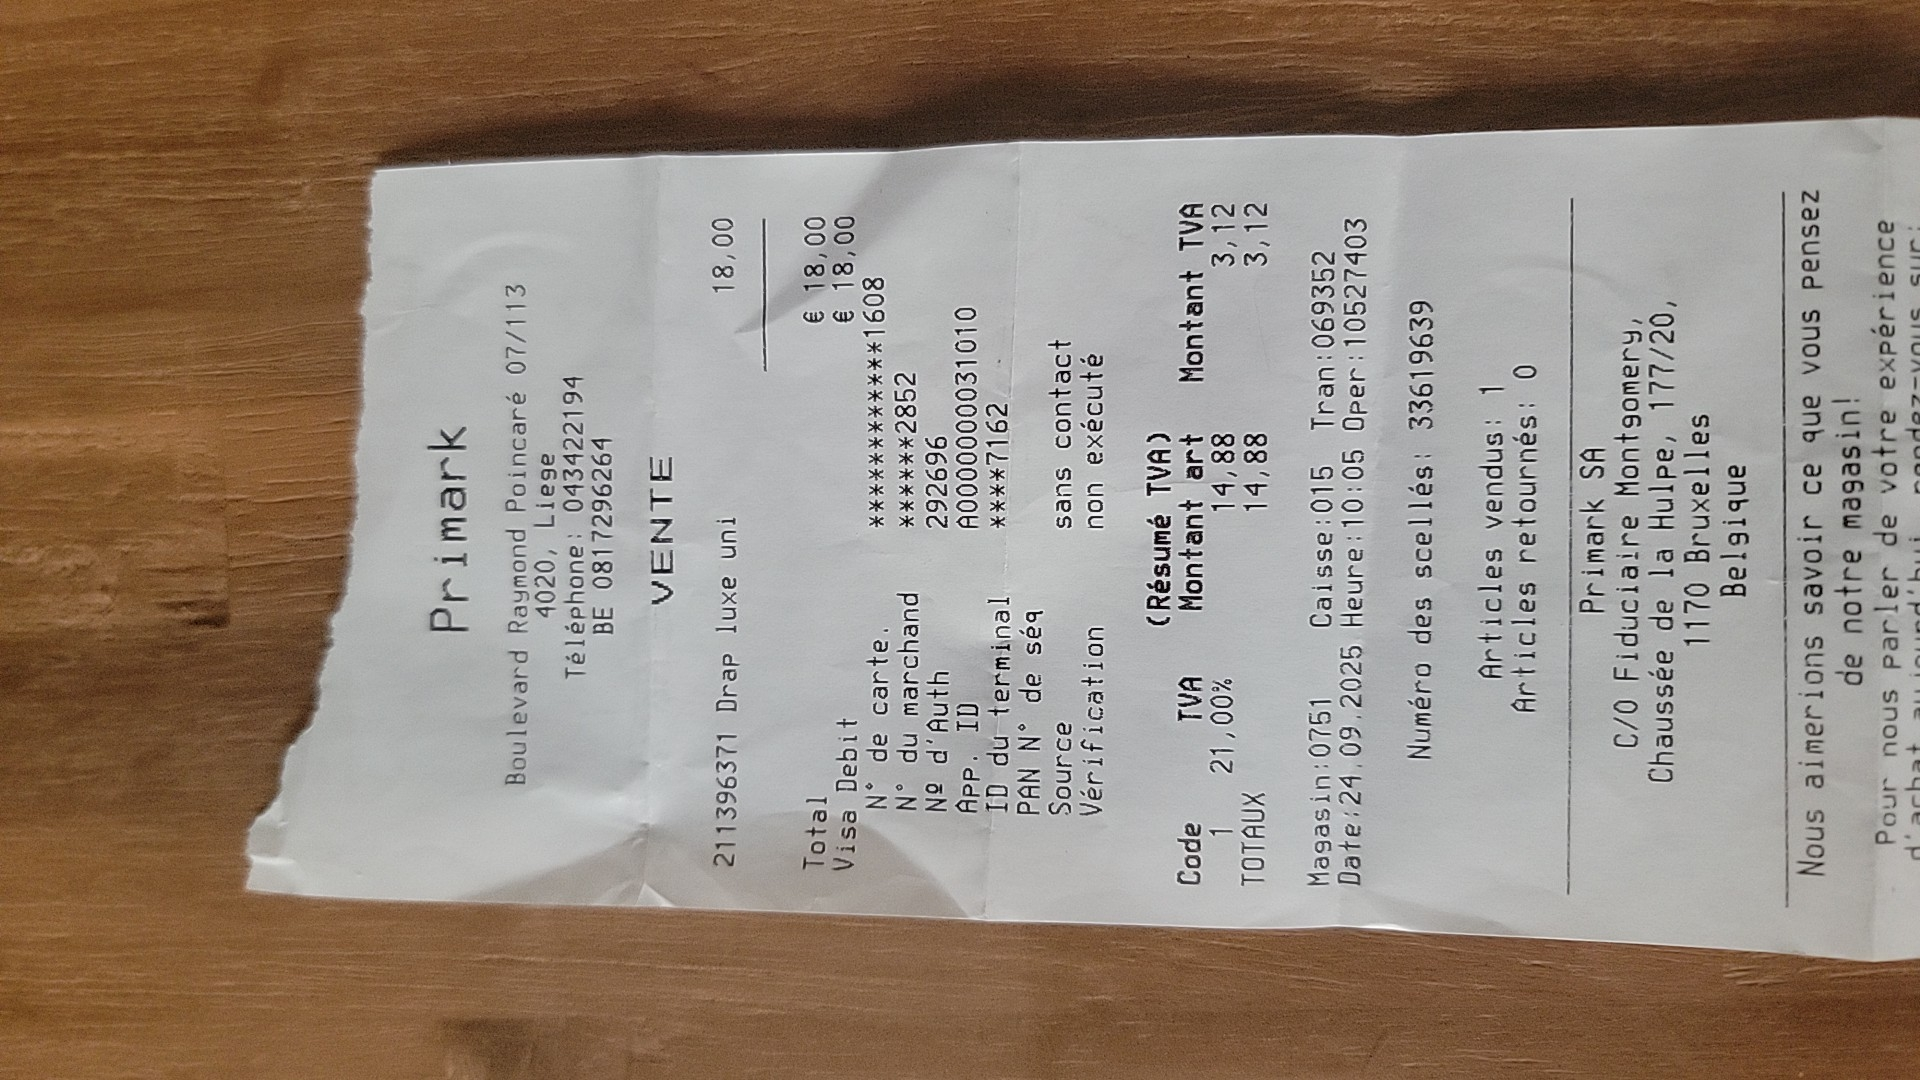 Primark
Boulevard Raymond Poincaré 07/113
4020, Liege
Téléphone: 043422194
BE 0817296264
VENTE
211396371 Drap luxe uni 18,00
Total € 18,00
Visa Debit € 18,00
N° de carte. ************1608
N° du marchand ******2852
Nº d'Auth 292696
App. ID A0000000031010
ID du terminal ****7162
PAN N° de séq
Source sans contact
Vérification non exécuté
(Résumé TVA)
Code TVA Montant art Montant TVA
1 21,00% 14,88 3,12
TOTAUX 14,88 3,12
Magasin:0751 Caisse:015 Tran:069352
Date:24.09.2025 Heure:10:05 Oper:10527403
Numéro des scellés: 33619639
Articles vendus: 1
Articles retournés: 0
Primark SA
C/O Fiduciaire Montgomery,
Chaussée de la Hulpe, 177/20,
1170 Bruxelles
Belgique
Nous aimerions savoir ce que vous pensez
de notre magasin!
Pour nous parler de votre expérience
d'achat aujourd'hui, rendez-vous sur: